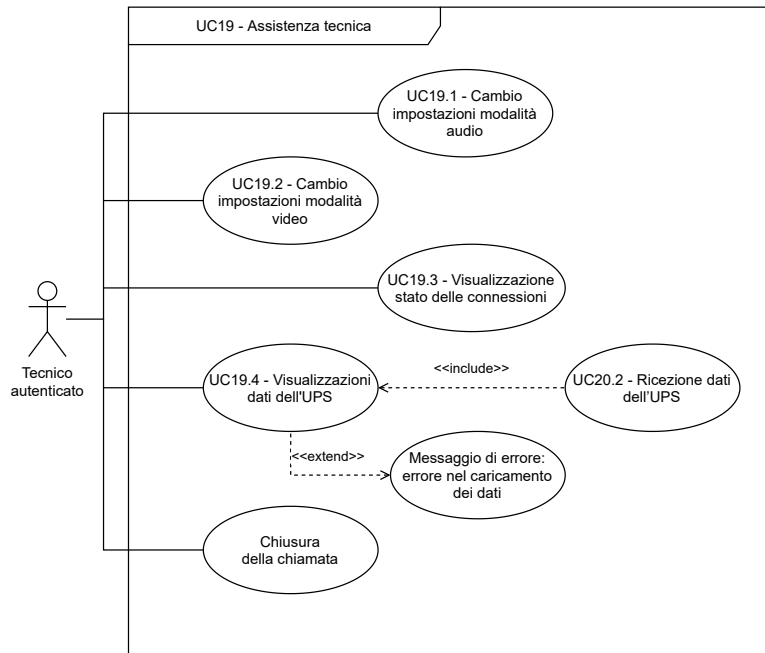 UC19 - Assistenza tecnica
UC19.1 - Cambio
impostazioni modalità
audio
UC19.2 - Cambio
impostazioni modalità
video
UC19.3 - Visualizzazione
stato delle connessioni
Tecnico
autenticato
UC19.4 - Visualizzazioni
dati dell'UPS
<<include>>
UC20.2 - Ricezione dati
dell'UPS
<<extend>>
Messaggio di errore:
errore nel caricamento
dei dati
Chiusura
della chiamata